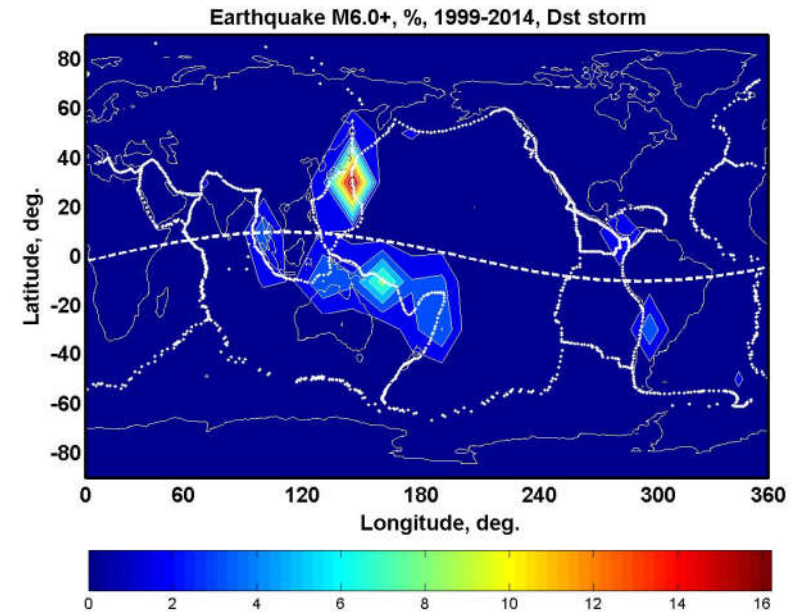 Earthquake M6.0+, %, 1999-2014, Dst storm
80
60
40
20
0
-20
-40
-60
-80
Latitude, deg.
0 60 120 180 240 300 360
Longitude, deg.
0 2 4 6 8 10 12 14 16